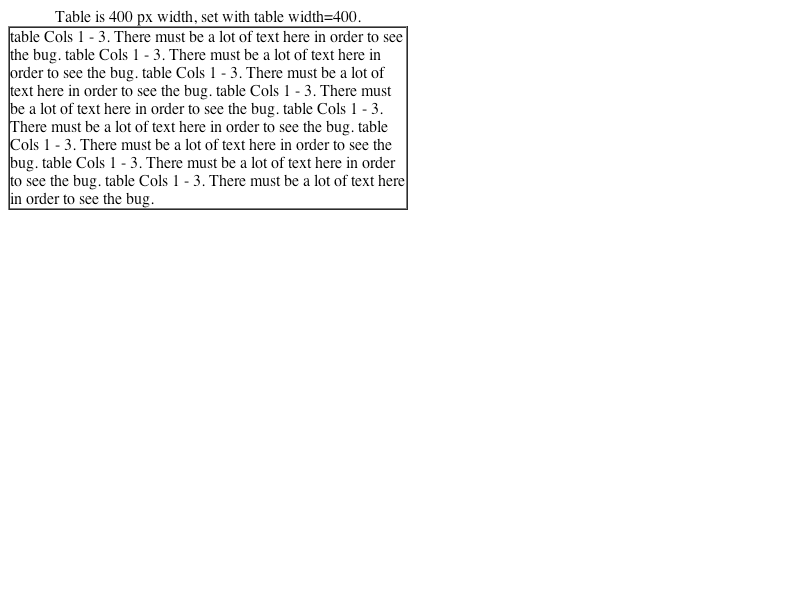 Table is 400 px width, set with table width=400.
table Cols 1 - 3. There must be a lot of text here in order to see
the bug. table Cols 1 - 3. There must be a lot of text here in
order to see the bug. table Cols 1 - 3. There must be a lot of
text here in order to see the bug. table Cols 1 - 3. There must
be a lot of text here in order to see the bug. table Cols 1 - 3.
There must be a lot of text here in order to see the bug. table
Cols 1 - 3. There must be a lot of text here in order to see the
bug. table Cols 1 - 3. There must be a lot of text here in order
to see the bug. table Cols 1 - 3. There must be a lot of text here
in order to see the bug.